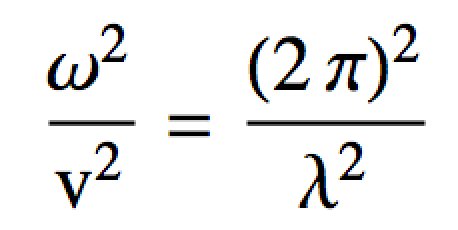 ω²/v² = (2π)²/λ²